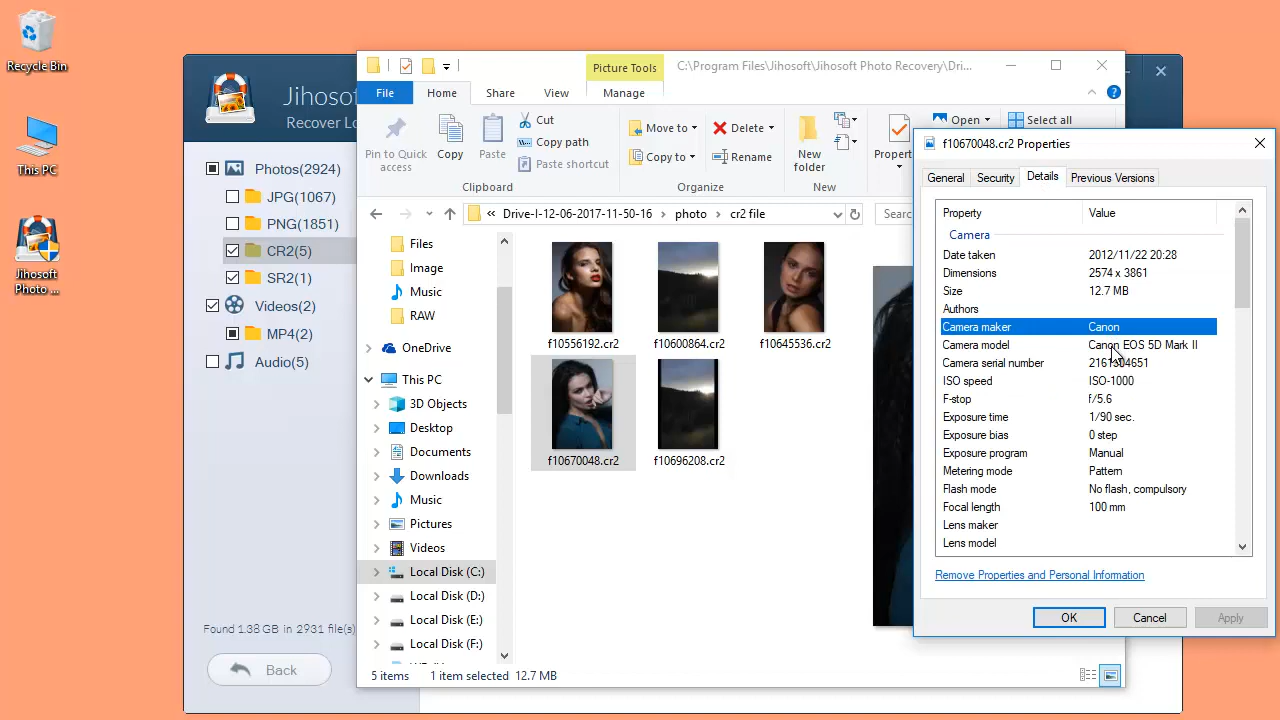 Recycle Bin
This PC
Jihosoft
Photo ...
Jihosof
Recover Lo
Photos(2924)
JPG(1067)
PNG(1851)
CR2(5)
SR2(1)
Videos(2)
MP4(2)
Audio(5)
Found 1.38 GB in 2931 file(s)
Back
Picture Tools
C:\Program Files\Jihosoft\Jihosoft Photo Recovery\Dri...
File
Home
Share
View
Manage
Pin to Quick
access
Copy
Paste
Cut
Copy path
Paste shortcut
Clipboard
Move to
Copy to
Delete
Rename
Organize
New
Folder
New
Propert
Open
Select all
« Drive-I-12-06-2017-11-50-16 > photo > cr2 file
Searc
Files
Image
Music
RAW
OneDrive
This PC
3D Objects
Desktop
Documents
Downloads
Music
Pictures
Videos
Local Disk (C:)
Local Disk (D:)
Local Disk (E:)
Local Disk (F:)
f10556192.cr2
f10600864.cr2
f10645536.cr2
f10670048.cr2
f10696208.cr2
5 items
1 item selected 12.7 MB
f10670048.cr2 Properties
General
Security
Details
Previous Versions
Property Value
Camera
Date taken 2012/11/22 20:28
Dimensions 2574 x 3861
Size 12.7 MB
Authors
Camera maker Canon
Camera model Canon EOS 5D Mark II
Camera serial number
ISO speed ISO-1000
F-stop f/5.6
Exposure time 1/90 sec.
Exposure bias 0 step
Exposure program Manual
Metering mode Pattern
Flash mode No flash, compulsory
Focal length 100 mm
Lens maker
Lens model
Remove Properties and Personal Information
OK
Cancel
Apply